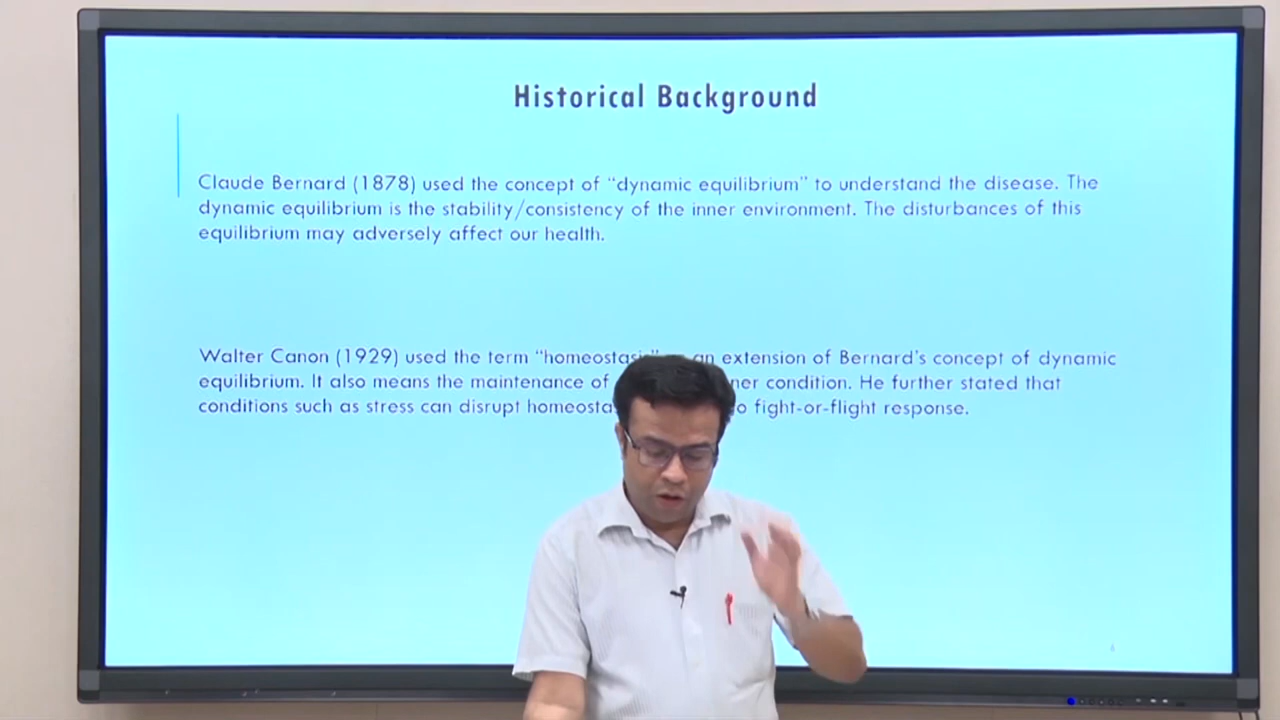 Historical Background
Claude Bernard (1878) used the concept of “dynamic equilibrium” to understand the disease. The
dynamic equilibrium is the stability/consistency of the inner environment. The disturbances of this
equilibrium may adversely affect our health.
Walter Canon (1929) used the term “homeostasis” an extension of Bernard’s concept of dynamic
equilibrium. It also means the maintenance of condition. He further stated that
conditions such as stress can disrupt fight-or-flight response.